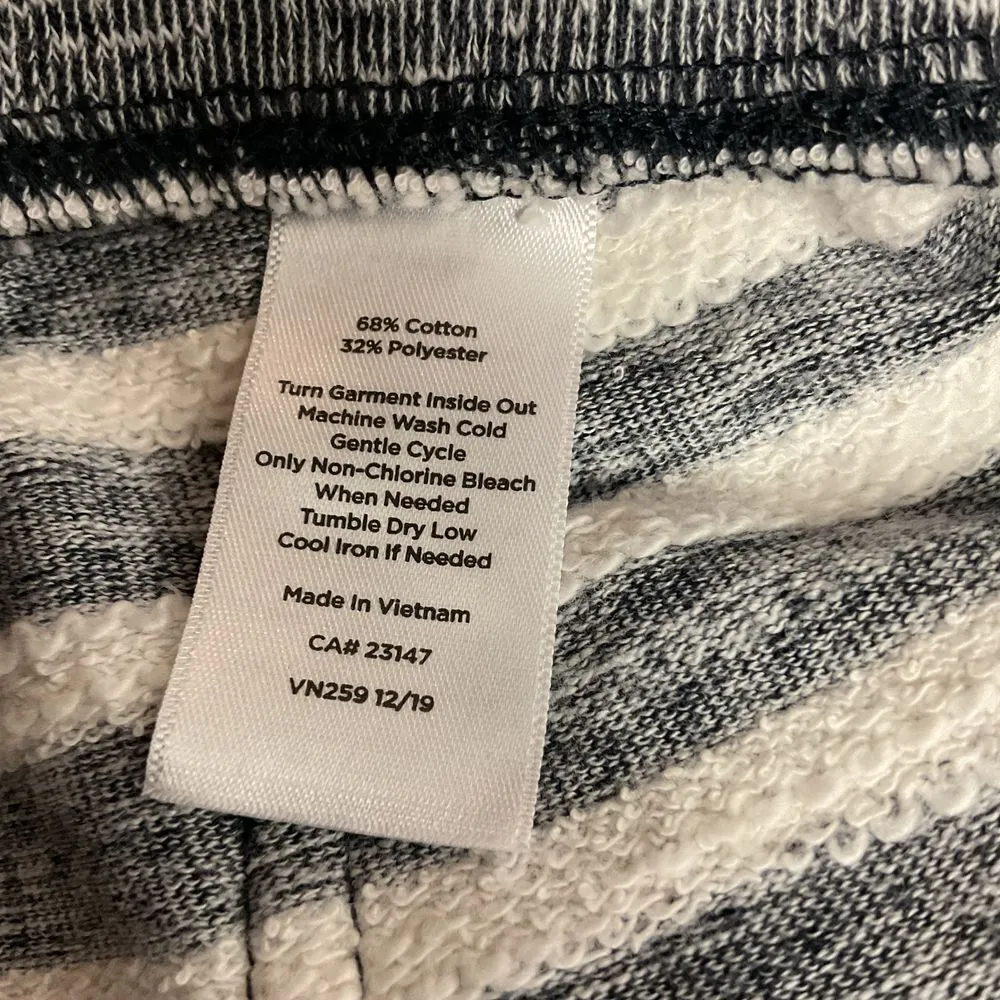 68% Cotton
32% Polyester
Turn Garment Inside Out
Machine Wash Cold
Gentle Cycle
Only Non-Chlorine Bleach
When Needed
Tumble Dry Low
Cool Iron If Needed
Made In Vietnam
CA# 23147
VN259 12/19